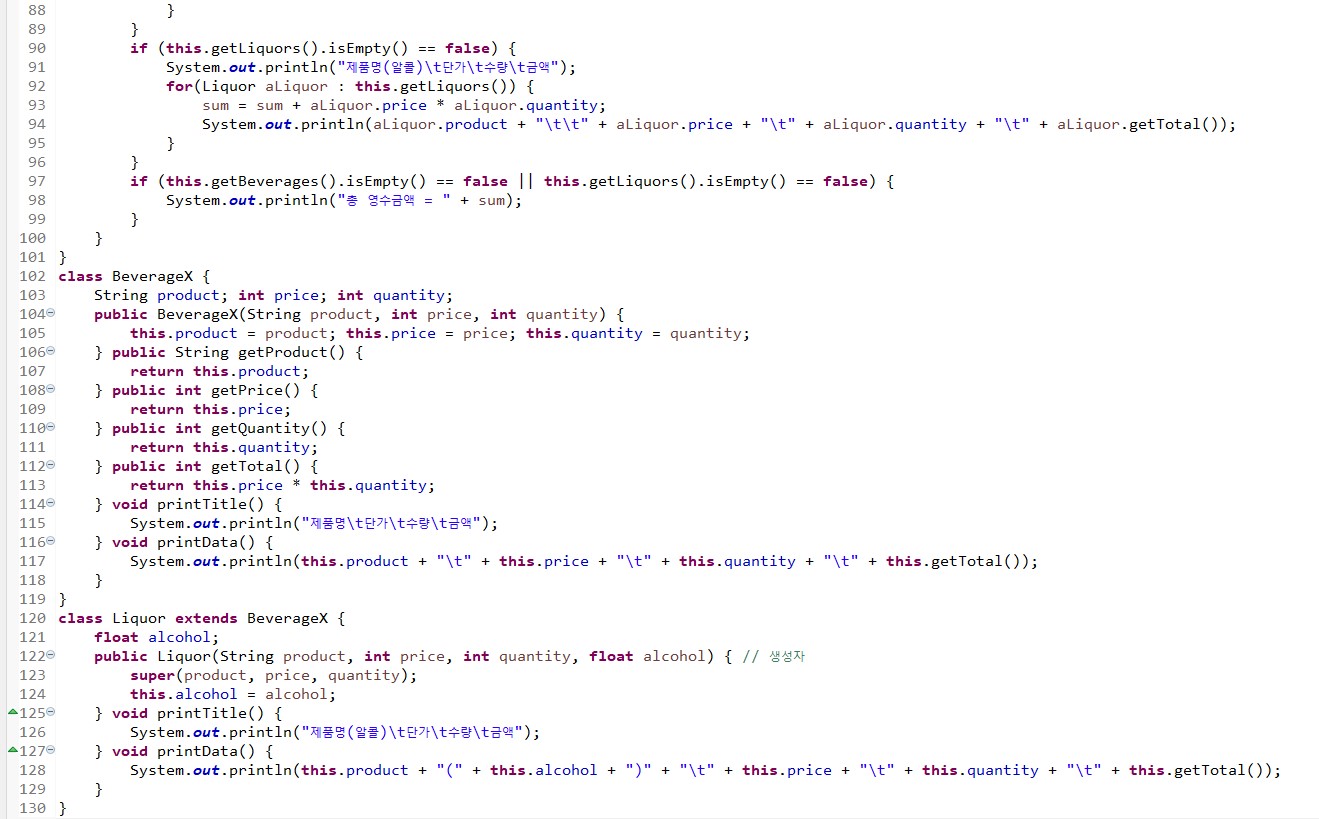 88             }
89         }
90         if (this.getLiquors().isEmpty() == false) {
91             System.out.println("제품명(알콜)\t단가\t수량\t금액");
92             for(Liquor aLiquor : this.getLiquors()) {
93                 sum = sum + aLiquor.price * aLiquor.quantity;
94                 System.out.println(aLiquor.product + "\t\t" + aLiquor.price + "\t" + aLiquor.quantity + "\t" + aLiquor.getTotal());
95             }
96         }
97         if (this.getBeverages().isEmpty() == false || this.getLiquors().isEmpty() == false) {
98             System.out.println("총 영수금액 = " + sum);
99         }
100     }
101 }
102 class BeverageX {
103     String product; int price; int quantity;
104     public BeverageX(String product, int price, int quantity) {
105         this.product = product; this.price = price; this.quantity = quantity;
106     } public String getProduct() {
107         return this.product;
108     } public int getPrice() {
109         return this.price;
110     } public int getQuantity() {
111         return this.quantity;
112     } public int getTotal() {
113         return this.price * this.quantity;
114     } void printTitle() {
115         System.out.println("제품명\t단가\t수량\t금액");
116     } void printData() {
117         System.out.println(this.product + "\t" + this.price + "\t" + this.quantity + "\t" + this.getTotal());
118     }
119 }
120 class Liquor extends BeverageX {
121     float alcohol;
122     public Liquor(String product, int price, int quantity, float alcohol) { // 생성자
123         super(product, price, quantity);
124         this.alcohol = alcohol;
125     } void printTitle() {
126         System.out.println("제품명(알콜)\t단가\t수량\t금액");
127     } void printData() {
128         System.out.println(this.product + "(" + this.alcohol + ")" + "\t" + this.price + "\t" + this.quantity + "\t" + this.getTotal());
129     }
130 }